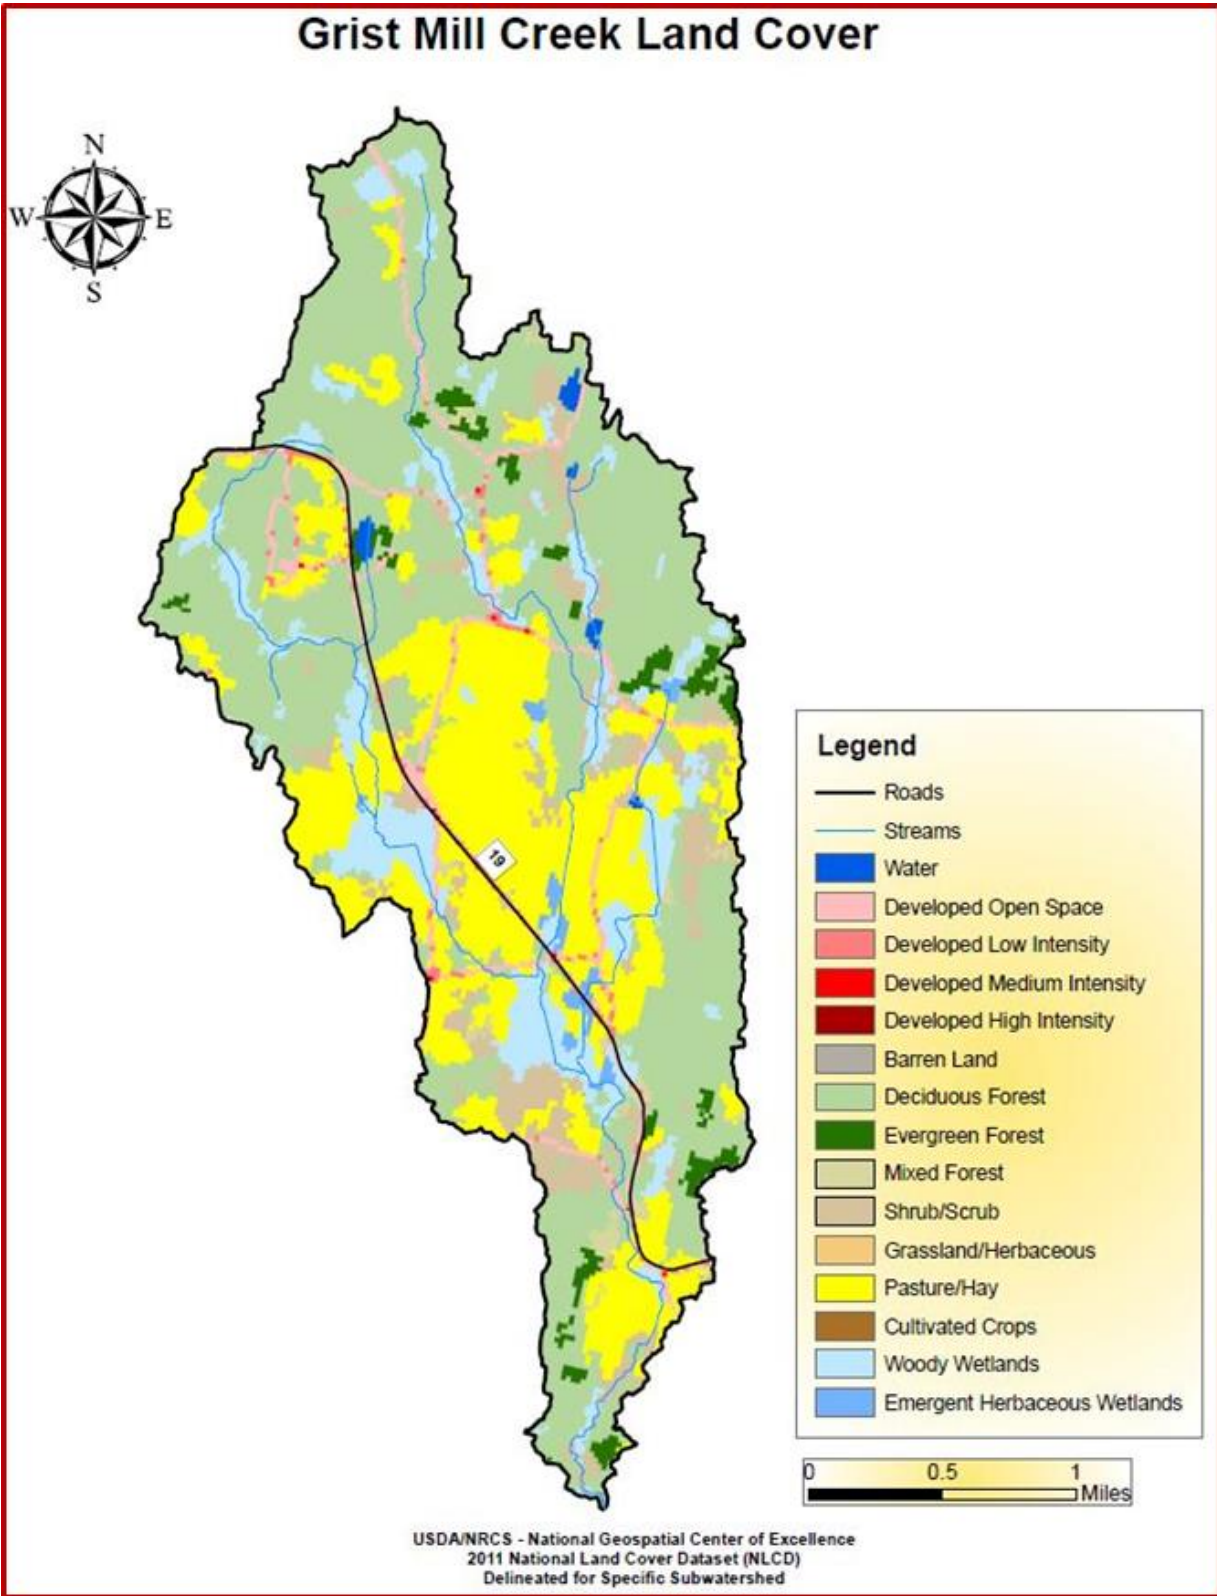 Grist Mill Creek Land Cover
N
W
E
S
19
Legend
Roads
Streams
Water
Developed Open Space
Developed Low Intensity
Developed Medium Intensity
Developed High Intensity
Barren Land
Deciduous Forest
Evergreen Forest
Mixed Forest
Shrub/Scrub
Grassland/Herbaceous
Pasture/Hay
Cultivated Crops
Woody Wetlands
Emergent Herbaceous Wetlands
0 0.5 1
Miles
USDA/NRCS - National Geospatial Center of Excellence
2011 National Land Cover Dataset (NLCD)
Delineated for Specific Subwatershed